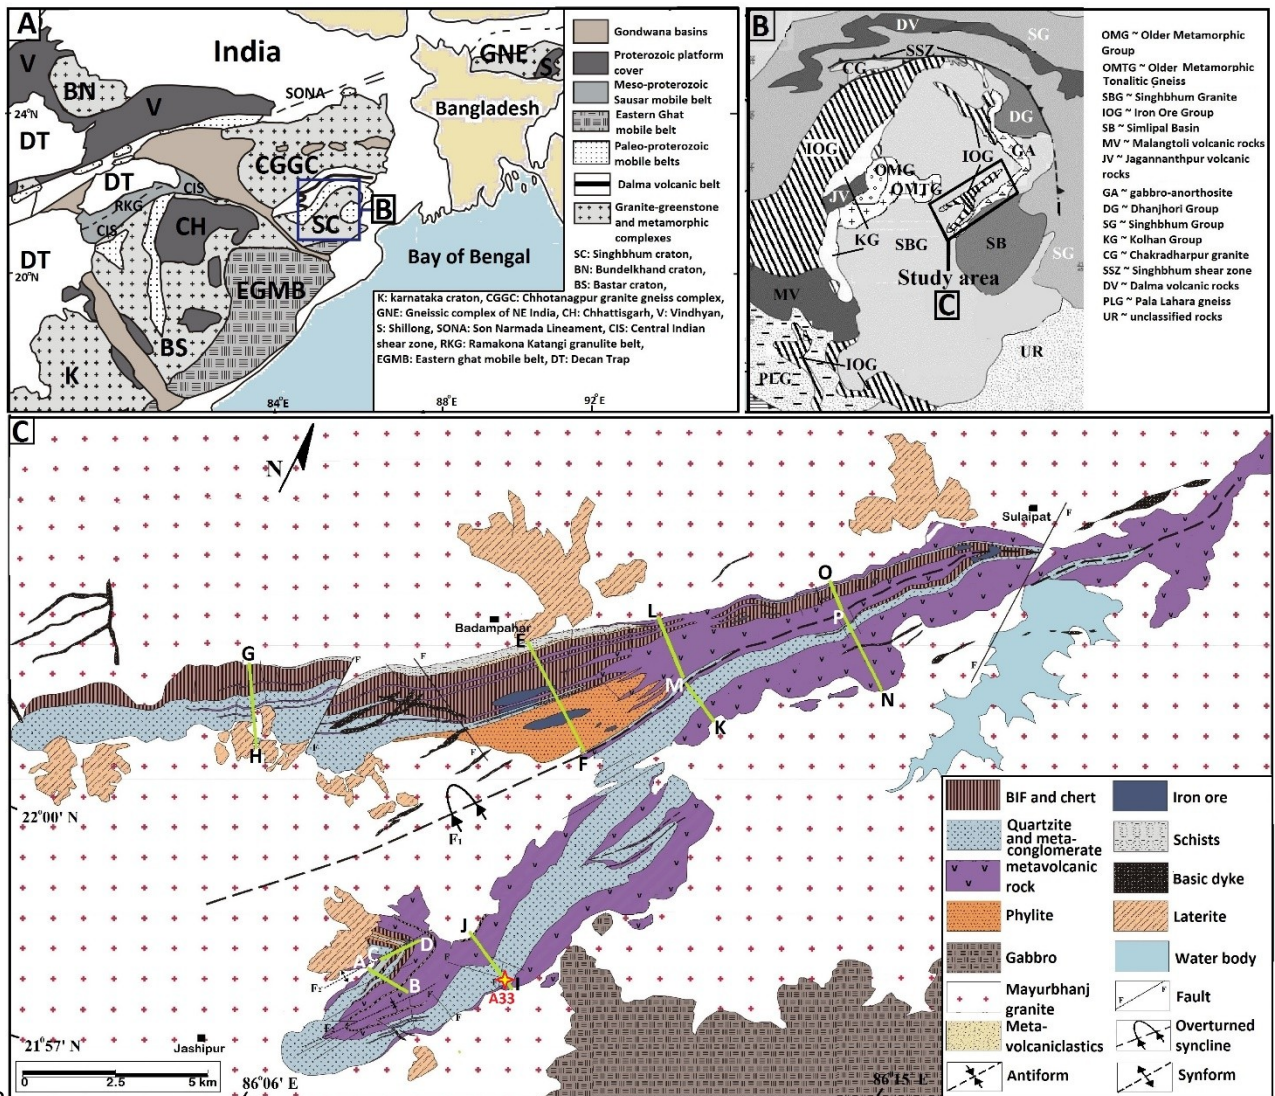 A
India
V
BN
V
DT
24°N
SONA
GNE
S
Bangladesh
CGGC
DT
CIS
RKG
CIS
CH
SC
B
DT
20°N
EGMB
BS
K
Bay of Bengal
84°E
88°E
92°E
Gondwana basins
Proterozoic platform
cover
Meso-proterozoic
Sausar mobile belt
Eastern Ghat
mobile belt
Paleo-proterozoic
mobile belts
Dalma volcanic belt
Granite-greenstone
and metamorphic
complexes
SC: Singhbhum craton,
BN: Bundelkhand craton,
BS: Bastar craton,
K: karnataka craton, CGGC: Chhotanagpur granite gneiss complex,
GNE: Gneissic complex of NE India, CH: Chhattisgarh, V: Vindhyan,
S: Shillong, SONA: Son Narmada Lineament, CIS: Central Indian
shear zone, RKG: Ramakona Katangi granulite belt,
EGMB: Eastern ghat mobile belt, DT: Decan Trap
B
DV
SG
SSZ
CG
DG
IOG
IOG
GA
OMG
OMTG
JV
KG
SBG
SB
SG
Study area
C
MV
UR
IOG
PLG
OMG ~ Older Metamorphic
Group
OMTG ~ Older Metamorphic
Tonalitic Gneiss
SBG ~ Singhbhum Granite
IOG ~ Iron Ore Group
SB ~ Simlipal Basin
MV ~ Malangtoli volcanic rocks
JV ~ Jagannathpur volcanic
rocks
GA ~ gabbro-anorthosite
DG ~ Dhanjhori Group
SG ~ Singhbhum Group
KG ~ Kolhan Group
CG ~ Chakradharpur granite
SSZ ~ Singhbhum shear zone
DV ~ Dalma volcanic rocks
PLG ~ Pala Lahara gneiss
UR ~ unclassified rocks
C
N
Sulaipat
F
O
L
Badampahar
E
P
G
F
F
M
N
K
H
F
F
F
F
22°00' N
F1
J
D
C
A
B
F2
F
F
F
I
A33
21°57' N
Jashipur
0
2.5
5 km
86°06' E
86°15' E
BIF and chert
Quartzite
and meta-
conglomerate
metavolcanic
rock
Phylite
Gabbro
Mayurbhanj
granite
Meta-
volcaniclastics
Antiform
Iron ore
Schists
Basic dyke
Laterite
Water body
F
F
Fault
Overturned
syncline
Synform